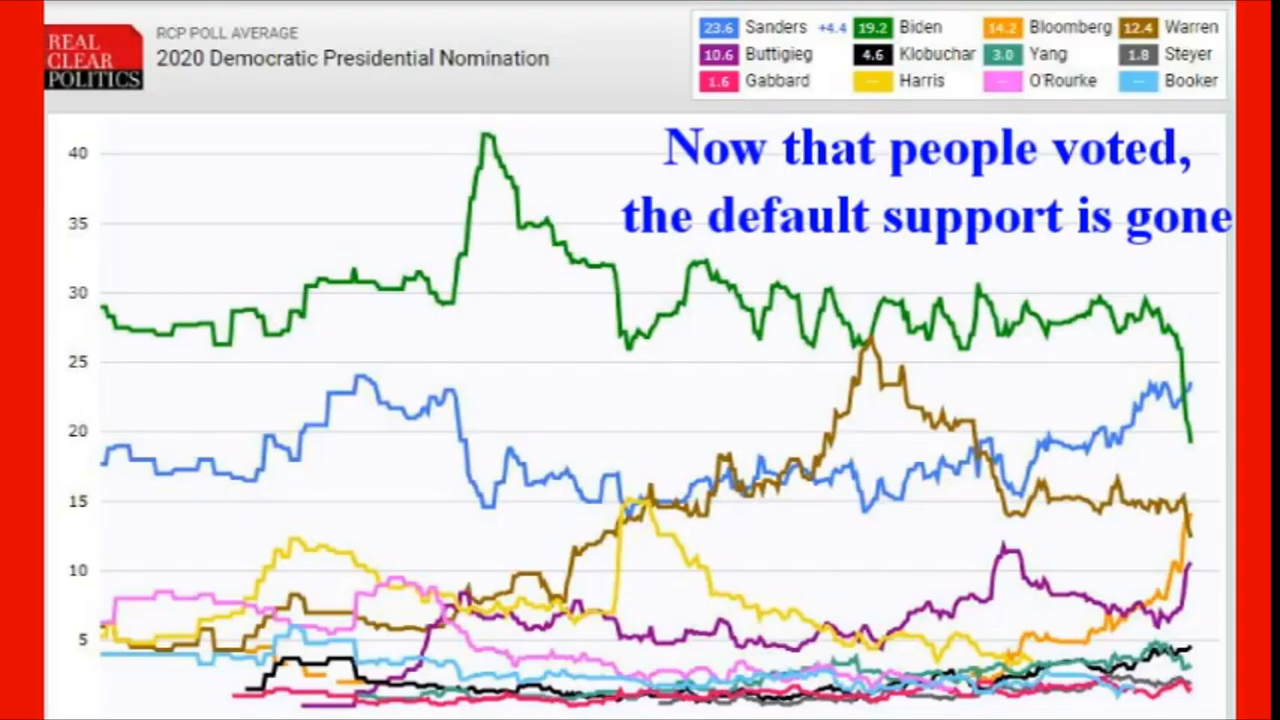 REAL
CLEAR
POLITICS
RCP POLL AVERAGE
2020 Democratic Presidential Nomination
23.6 Sanders +4.4 19.2 Biden 14.2 Bloomberg 12.4 Warren
10.6 Buttigieg 4.6 Klobuchar 3.0 Yang 1.8 Steyer
1.6 Gabbard -- Harris -- O'Rourke -- Booker
Now that people voted,
the default support is gone
40
35
30
25
20
15
10
5